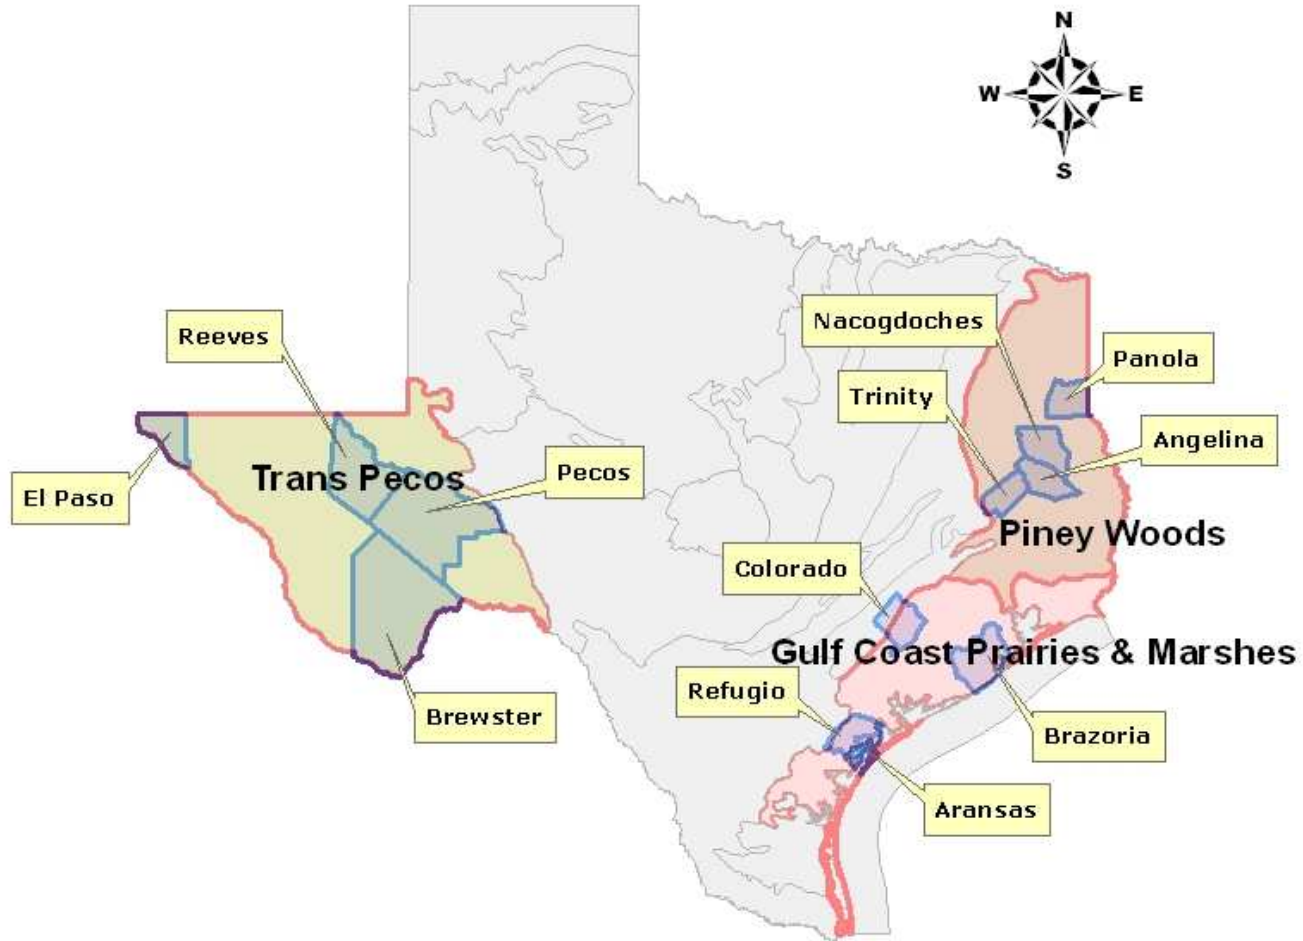 N
W E
S
Nacogdoches
Reeves
Panola
Trinity
Angelina
Trans Pecos
Pecos
El Paso
Piney Woods
Colorado
Gulf Coast Prairies & Marshes
Refugio
Brewster
Brazoria
Aransas